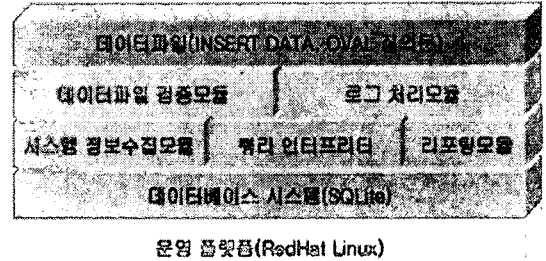 데이터파일(INSERT DATA, OVAL 질의등)
데이터파일 검증모듈 로그 처리모듈
시스템 정보수집모듈 쿼리 인터프리터 리포팅모듈
데이터베이스 시스템(SQLite)
운영 플랫폼(RedHat Linux)